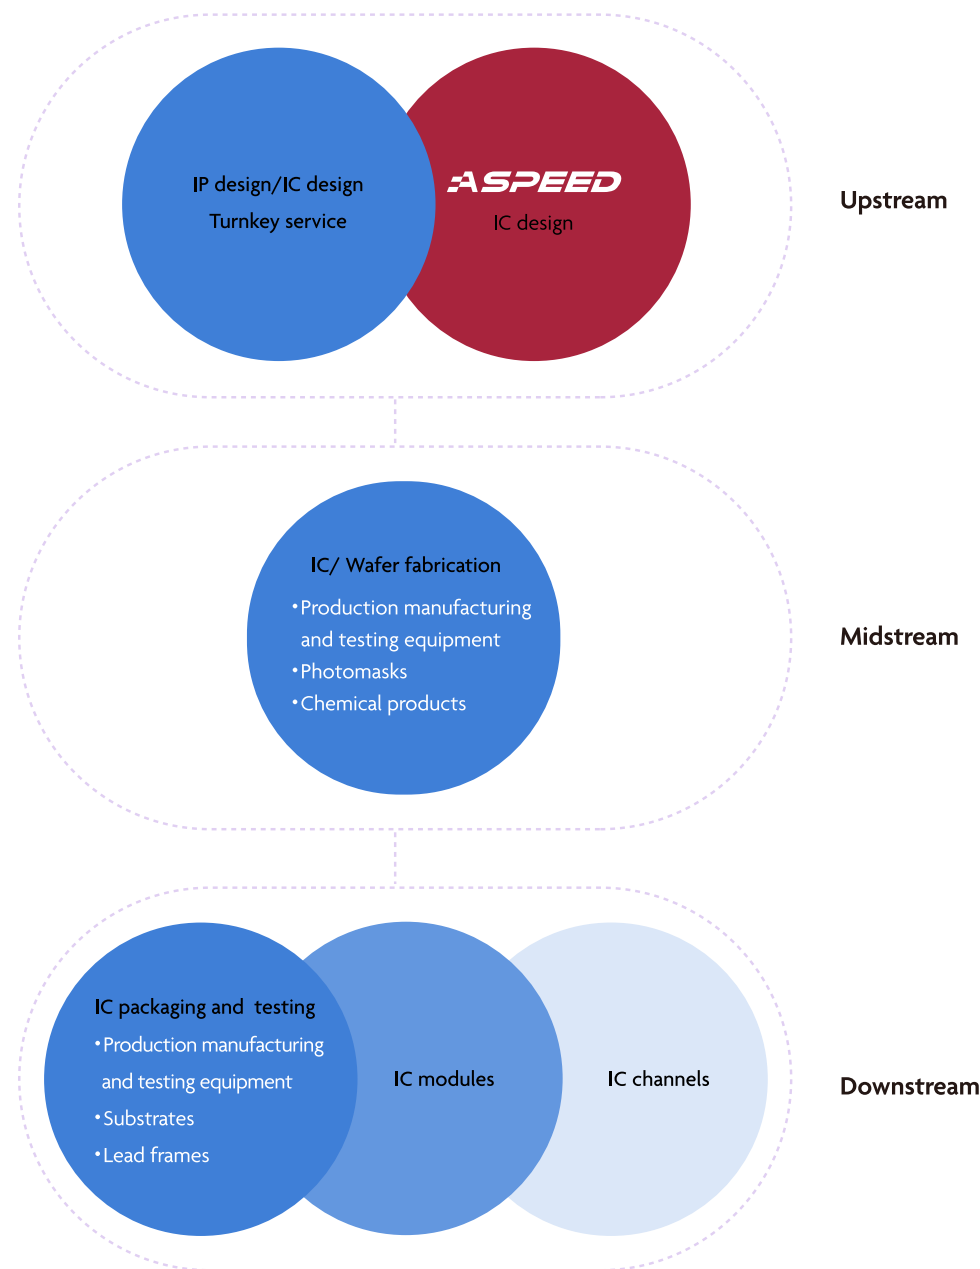 IP design/IC design
Turnkey service
ASPEED
IC design
Upstream
IC/ Wafer fabrication
•Production manufacturing
and testing equipment
•Photomasks
•Chemical products
Midstream
IC packaging and testing
•Production manufacturing
and testing equipment
•Substrates
•Lead frames
IC modules
IC channels
Downstream